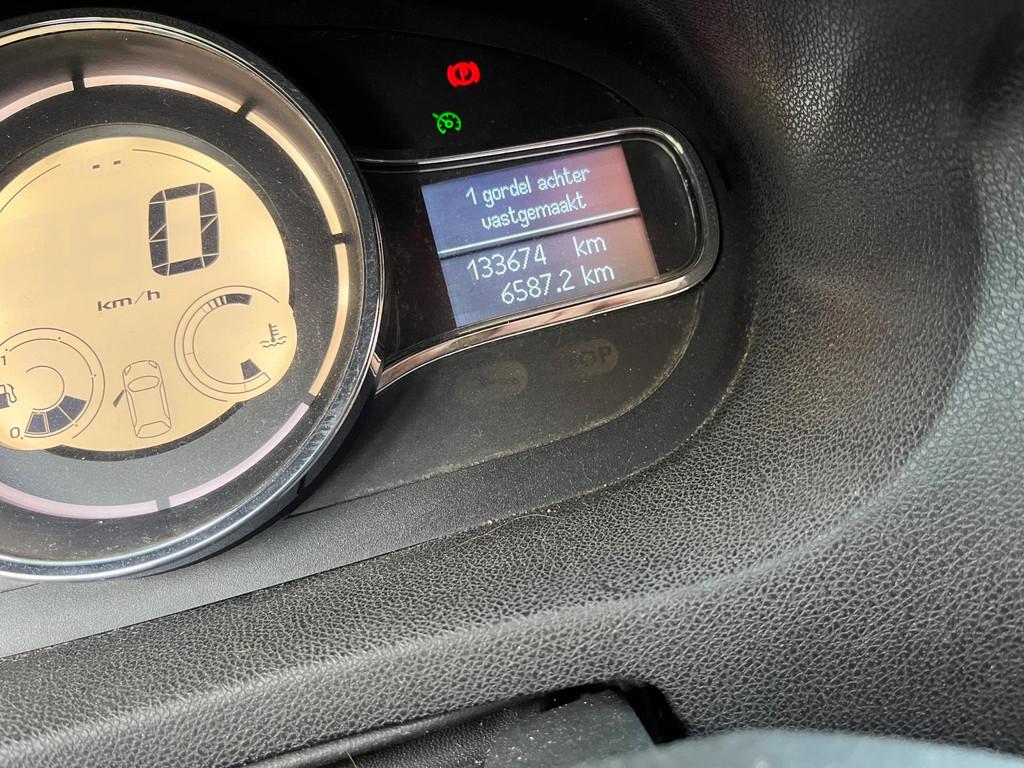 1 gordel achter
vastgemaakt
133674 km
6587.2 km
P
--
0
km/h
1
0